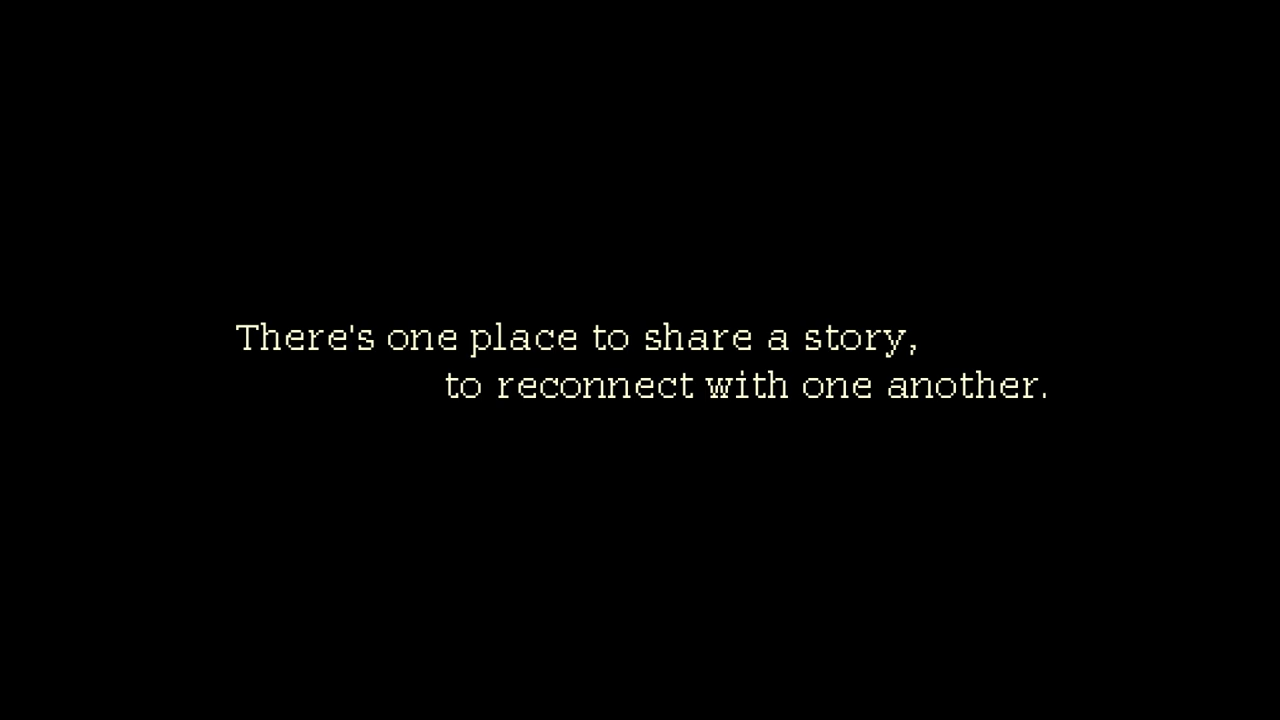 There's one place to share a story,
to reconnect with one another.